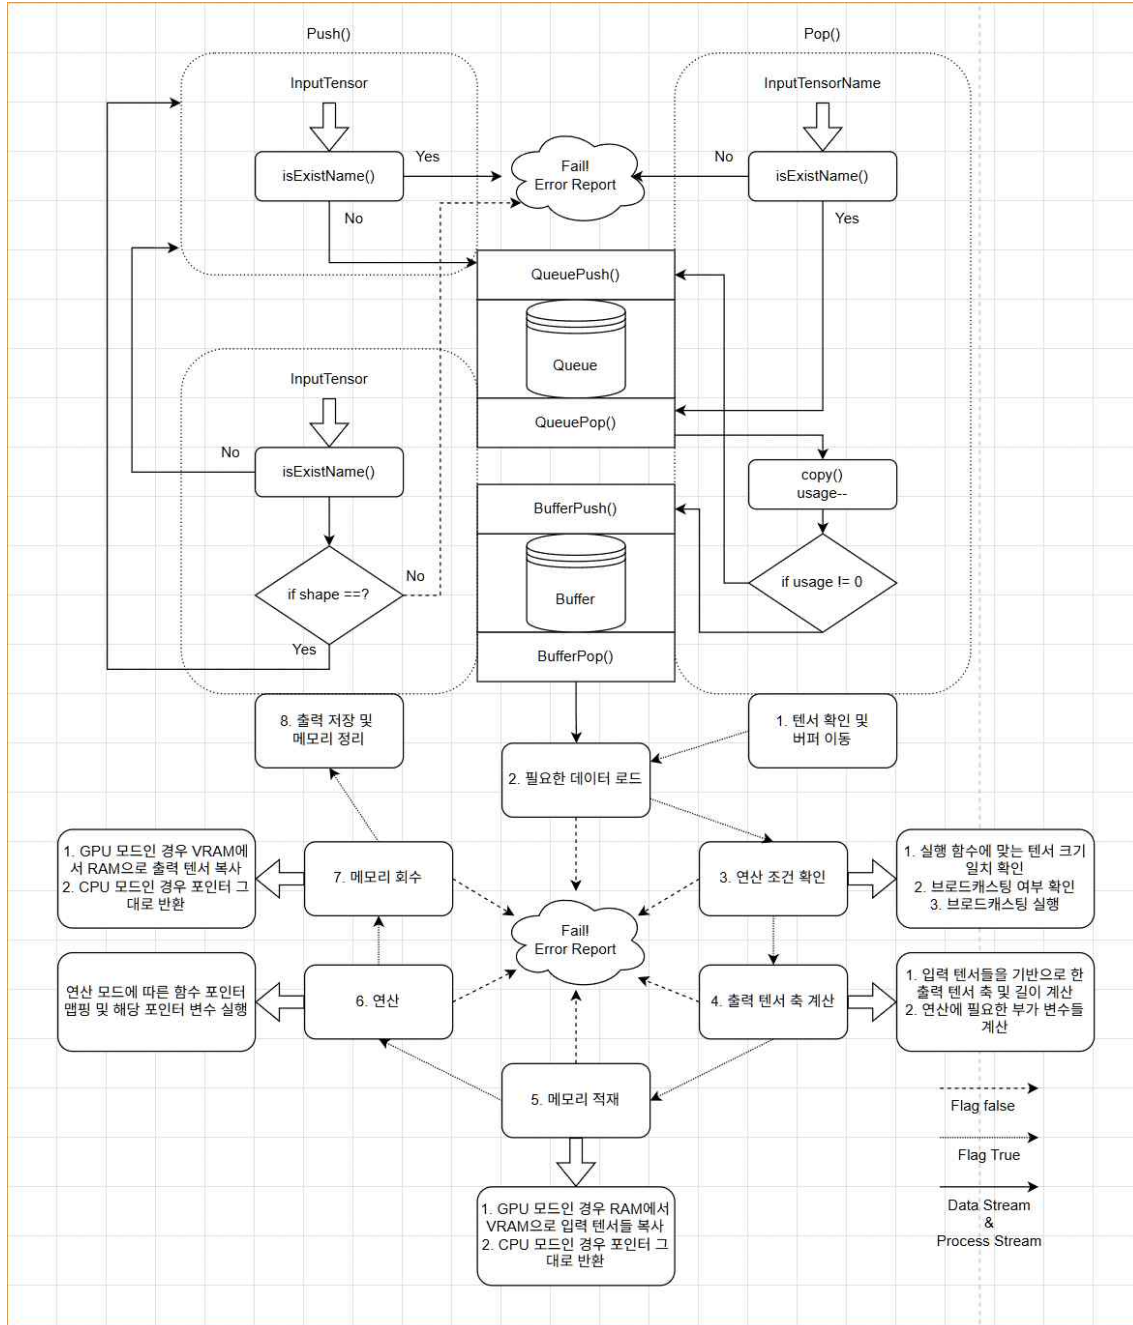 Push()
Pop()
InputTensor
InputTensorName
isExistName()
Yes
Fail!
Error Report
No
isExistName()
No
Yes
QueuePush()
Queue
QueuePop()
InputTensor
isExistName()
No
copy()
usage--
BufferPush()
Buffer
BufferPop()
if shape ==?
No
Yes
if usage != 0
8. 출력 저장 및
메모리 정리
1. 텐서 확인 및
버퍼 이동
2. 필요한 데이터 로드
1. GPU 모드인 경우 VRAM에
서 RAM으로 출력 텐서 복사
2. CPU 모드인 경우 포인터 그
대로 반환
7. 메모리 회수
3. 연산 조건 확인
1. 실행 함수에 맞는 텐서 크기
일치 확인
2. 브로드캐스팅 여부 확인
3. 브로드캐스팅 실행
Fail!
Error Report
연산 모드에 따른 함수 포인터
맵핑 및 해당 포인터 변수 실행
6. 연산
4. 출력 텐서 축 계산
1. 입력 텐서들을 기반으로 한
출력 텐서 축 및 길이 계산
2. 연산에 필요한 부가 변수들
계산
5. 메모리 적재
1. GPU 모드인 경우 RAM에서
VRAM으로 입력 텐서들 복사
2. CPU 모드인 경우 포인터 그
대로 반환
Flag false
Flag True
Data Stream
&
Process Stream